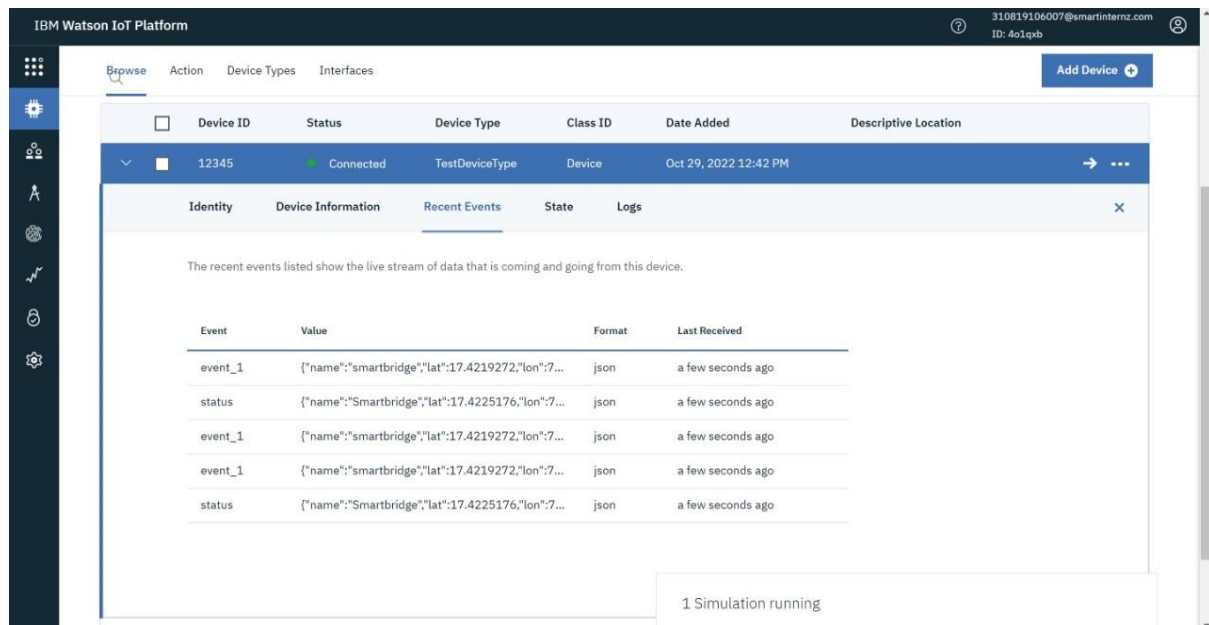 IBM Watson IoT Platform
310819106007@smartinternz.com
ID: 4o1qxb
Browse Action Device Types Interfaces
Add Device
Device ID Status Device Type Class ID Date Added Descriptive Location
12345 Connected TestDeviceType Device Oct 29, 2022 12:42 PM
Identity Device Information Recent Events State Logs
The recent events listed show the live stream of data that is coming and going from this device.
Event Value Format Last Received
event_1 {"name":"smartbridge","lat":17.4219272,"lon":7... json a few seconds ago
status {"name":"Smartbridge","lat":17.4225176,"lon":7... json a few seconds ago
event_1 {"name":"smartbridge","lat":17.4219272,"lon":7... json a few seconds ago
event_1 {"name":"smartbridge","lat":17.4219272,"lon":7... json a few seconds ago
status {"name":"Smartbridge","lat":17.4225176,"lon":7... json a few seconds ago
1 Simulation running